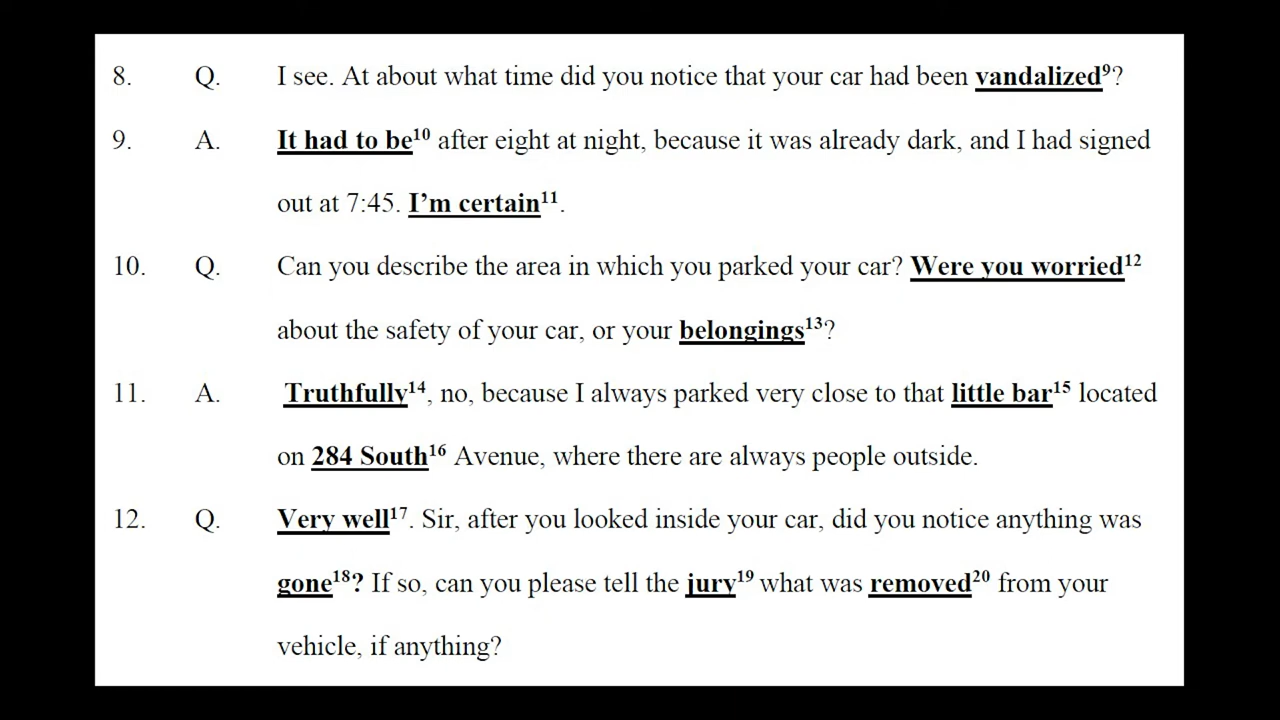 8. Q. I see. At about what time did you notice that your car had been vandalized⁹?
9. A. It had to be¹⁰ after eight at night, because it was already dark, and I had signed
out at 7:45. I’m certain¹¹.
10. Q. Can you describe the area in which you parked your car? Were you worried¹²
about the safety of your car, or your belongings¹³?
11. A. Truthfully¹⁴, no, because I always parked very close to that little bar¹⁵ located
on 284 South¹⁶ Avenue, where there are always people outside.
12. Q. Very well¹⁷. Sir, after you looked inside your car, did you notice anything was
gone¹⁸? If so, can you please tell the jury¹⁹ what was removed²⁰ from your
vehicle, if anything?